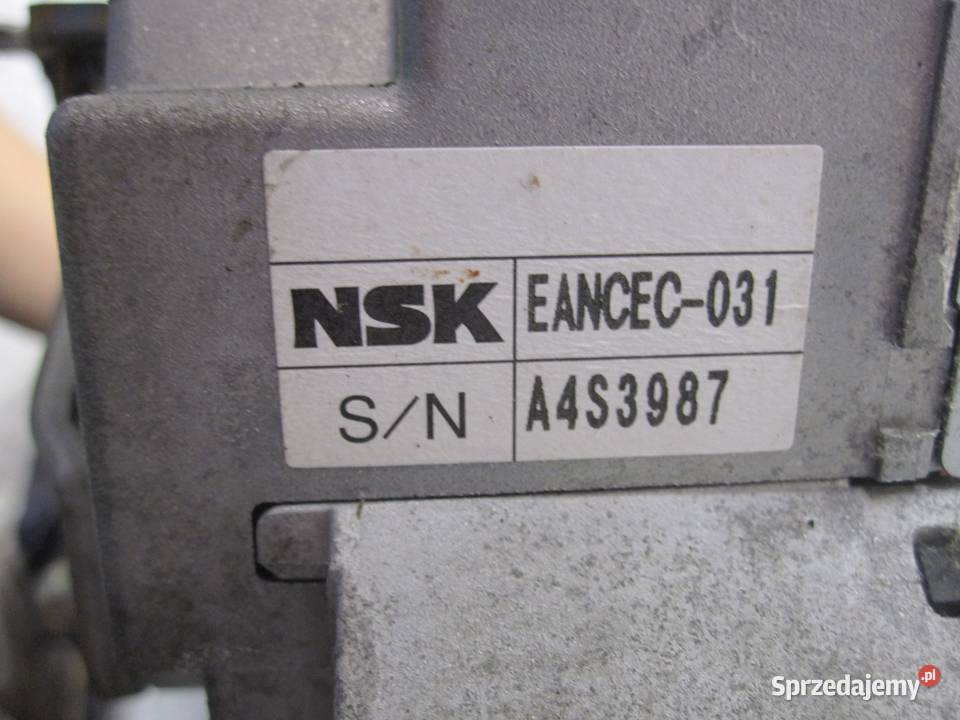 NSK EANCEC-031
S/N A4S3987
Sprzedajemy.pl